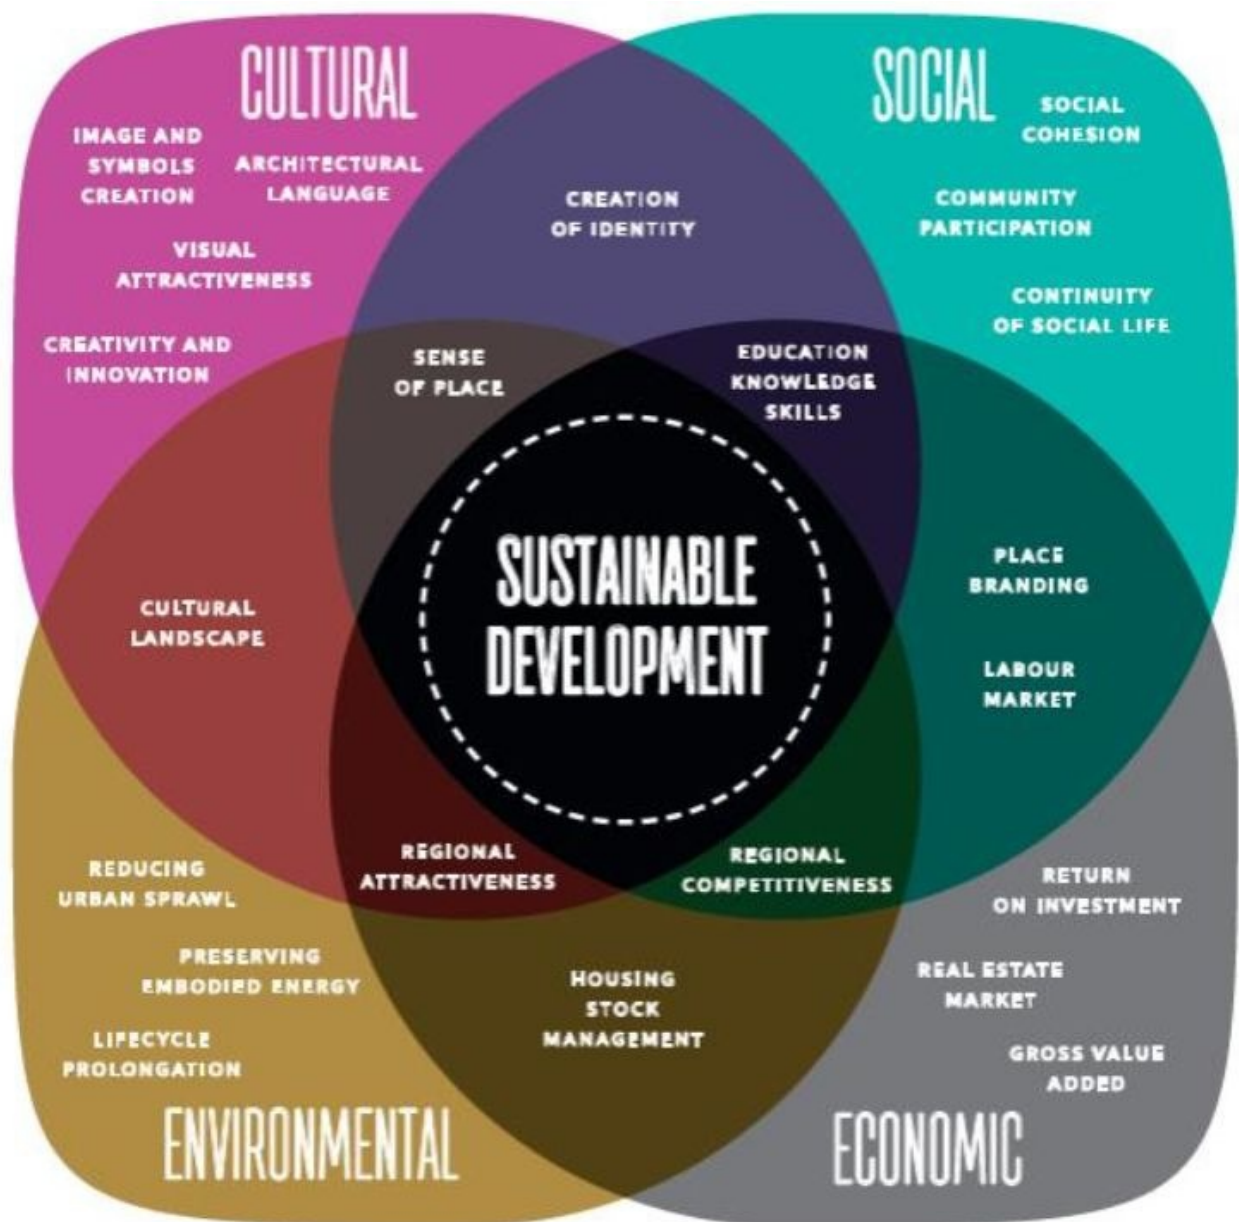 CULTURAL
IMAGE AND
SYMBOLS
CREATION
ARCHITECTURAL
LANGUAGE
VISUAL
ATTRACTIVENESS
CREATIVITY AND
INNOVATION
CREATION
OF IDENTITY
SOCIAL
SOCIAL
COHESION
COMMUNITY
PARTICIPATION
CONTINUITY
OF SOCIAL LIFE
SENSE
OF PLACE
EDUCATION
KNOWLEDGE
SKILLS
CULTURAL
LANDSCAPE
SUSTAINABLE
DEVELOPMENT
PLACE
BRANDING
LABOUR
MARKET
REGIONAL
ATTRACTIVENESS
REGIONAL
COMPETITIVENESS
REDUCING
URBAN SPRAWL
PRESERVING
EMBODIED ENERGY
LIFECYCLE
PROLONGATION
ENVIRONMENTAL
HOUSING
STOCK
MANAGEMENT
RETURN
ON INVESTMENT
REAL ESTATE
MARKET
GROSS VALUE
ADDED
ECONOMIC